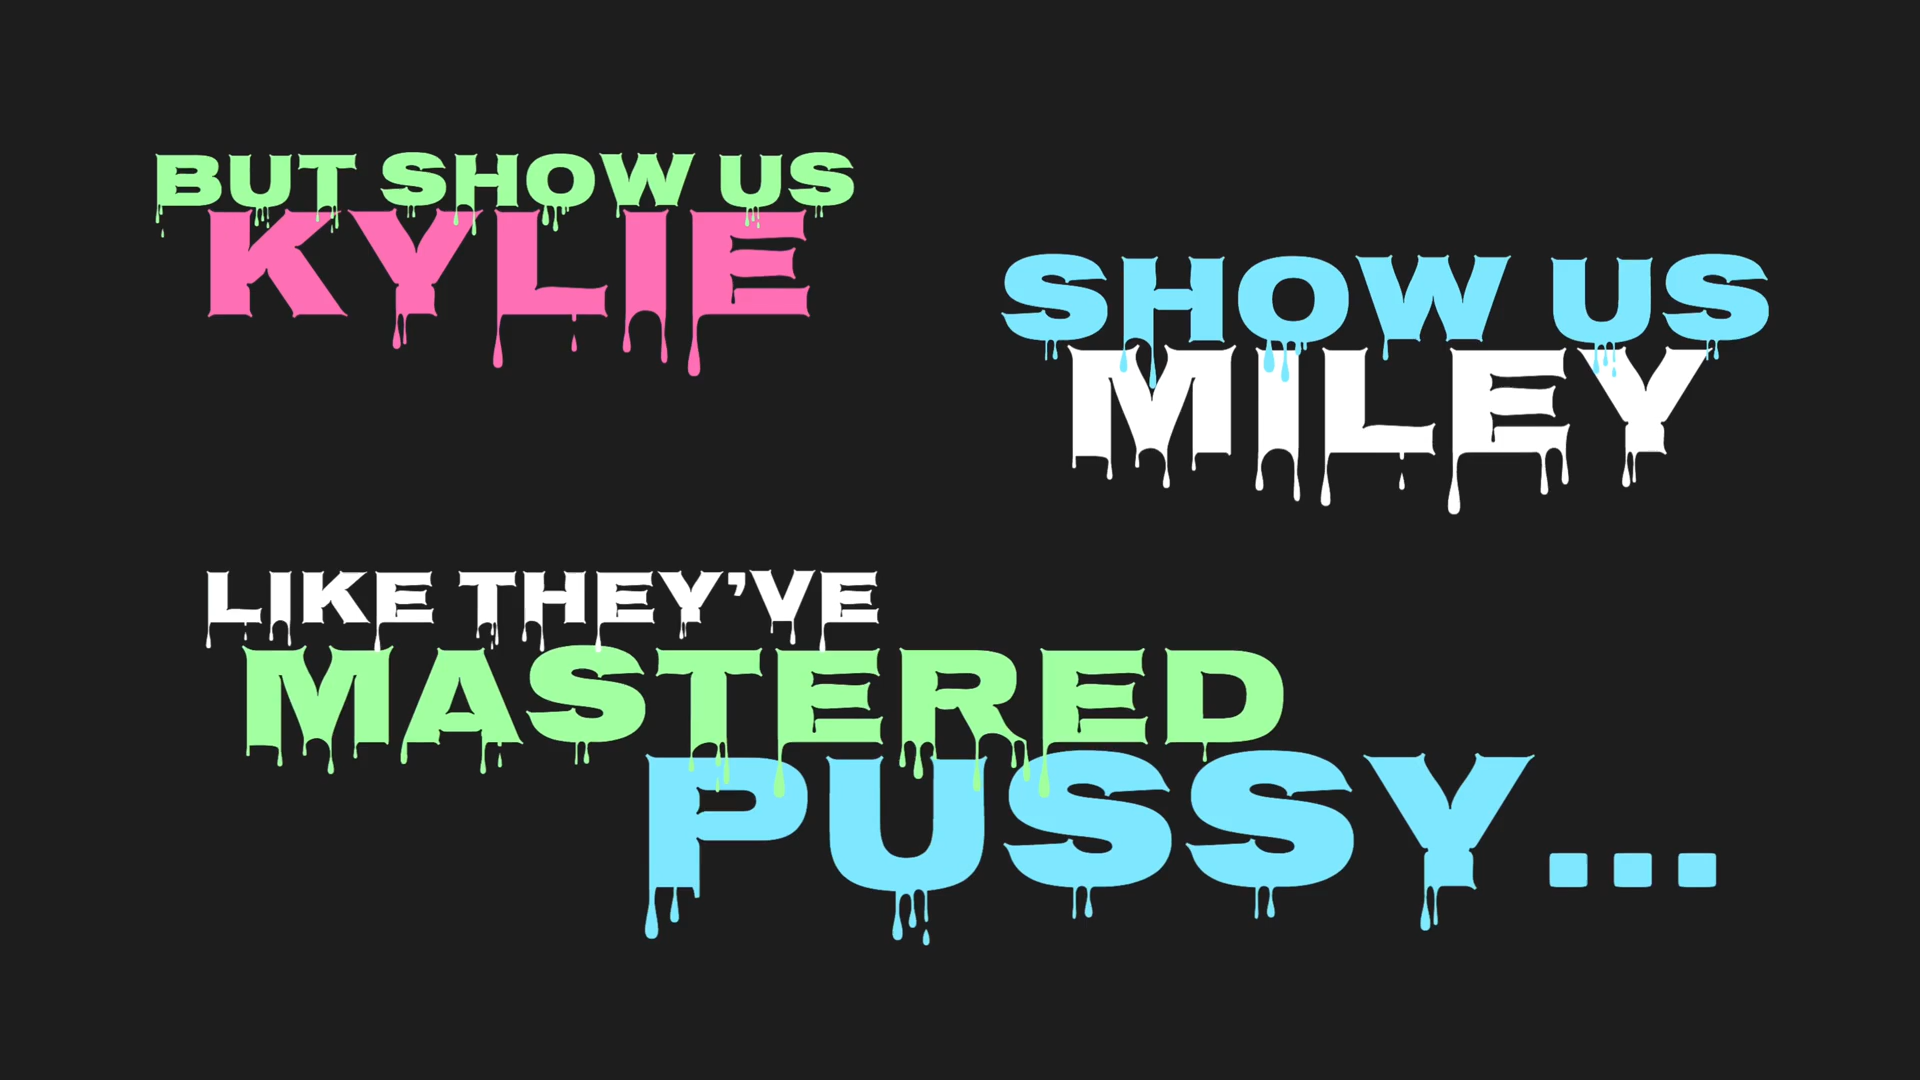 BUT SHOW US
KYLIE
SHOW US
MILEY
LIKE THEY’VE
MASTERED
PUSSY...